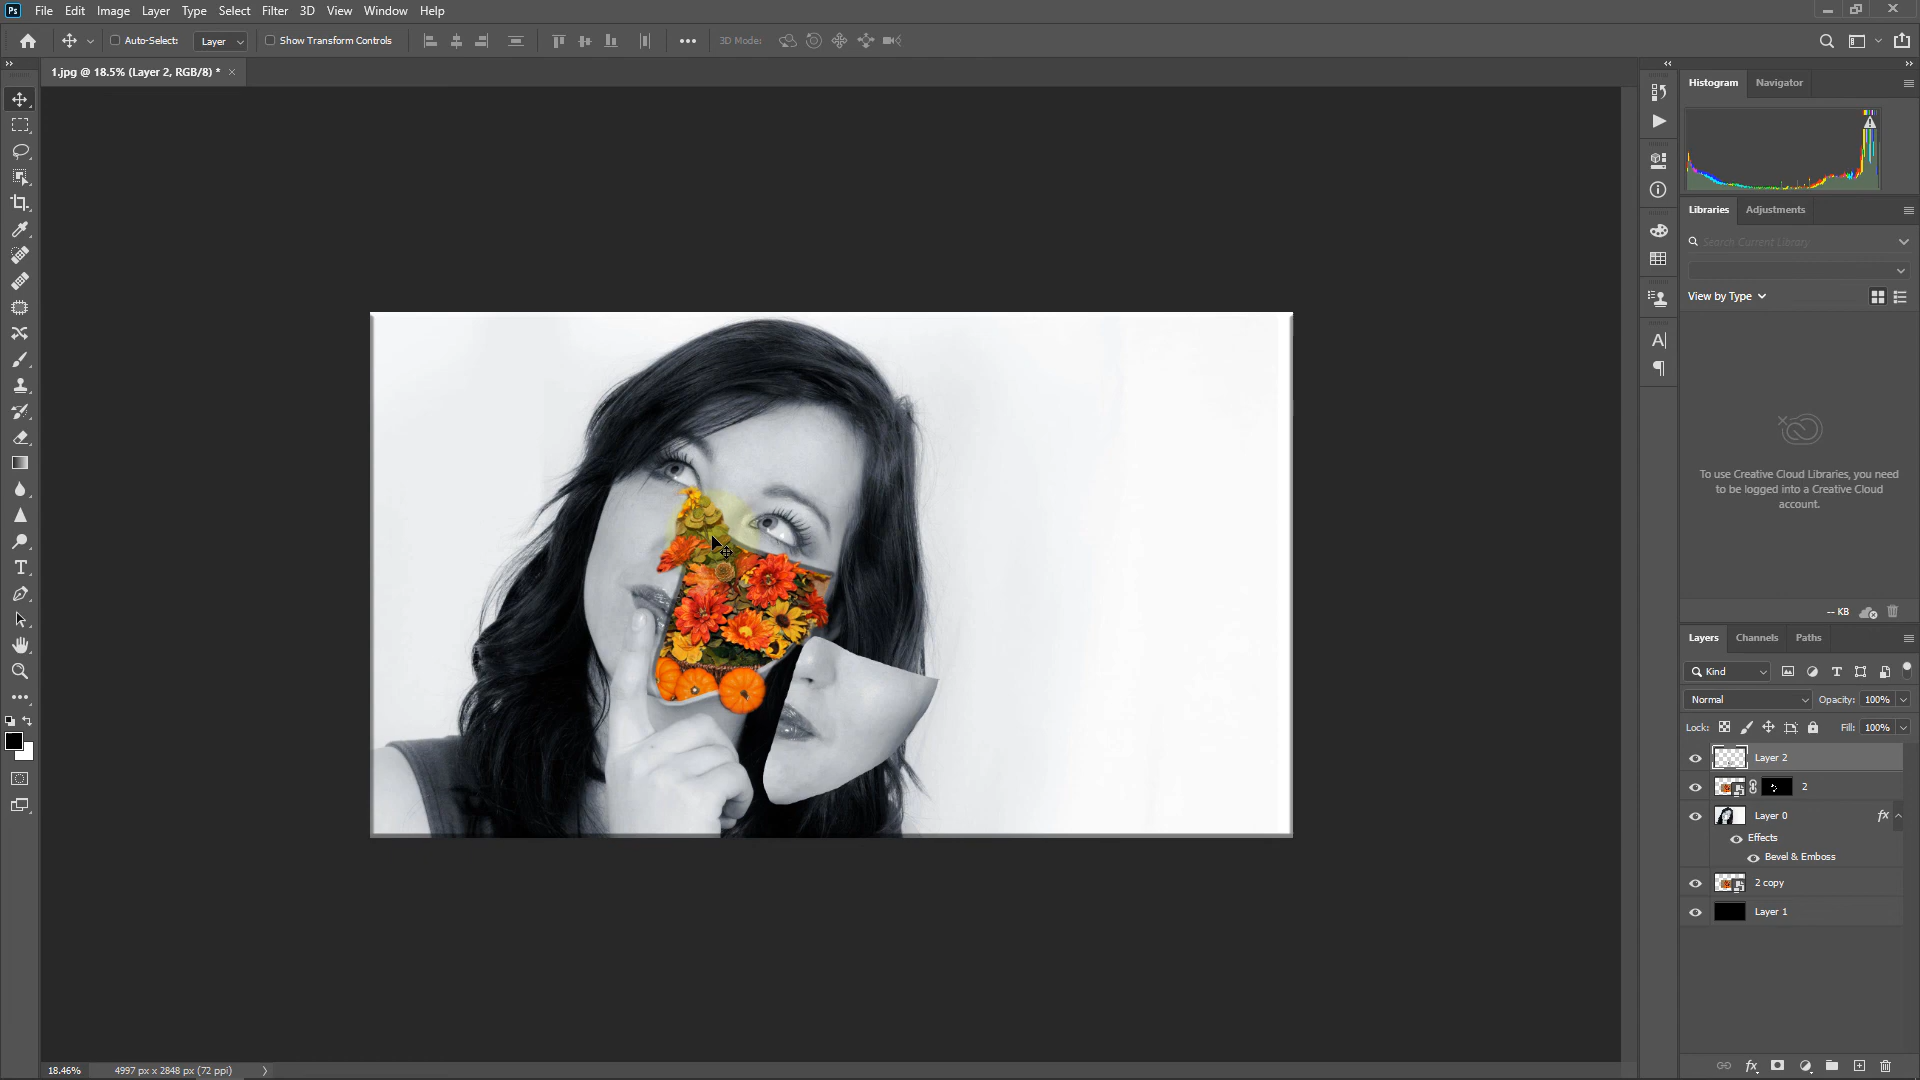 Ps File Edit Image Layer Type Select Filter 3D View Window Help
Auto-Select: Layer Show Transform Controls 3D Mode:
1.jpg @ 18.5% (Layer 2, RGB/8) *
Histogram Navigator
Libraries Adjustments
Search Current Library
View by Type
To use Creative Cloud Libraries, you need
to be logged into a Creative Cloud
account.
-- KB
Layers Channels Paths
Kind
Normal Opacity: 100%
Lock: Fill: 100%
Layer 2
2
Layer 0 fx
Effects
Bevel & Emboss
2 copy
Layer 1
18.46% 4997 px x 2848 px (72 ppi)